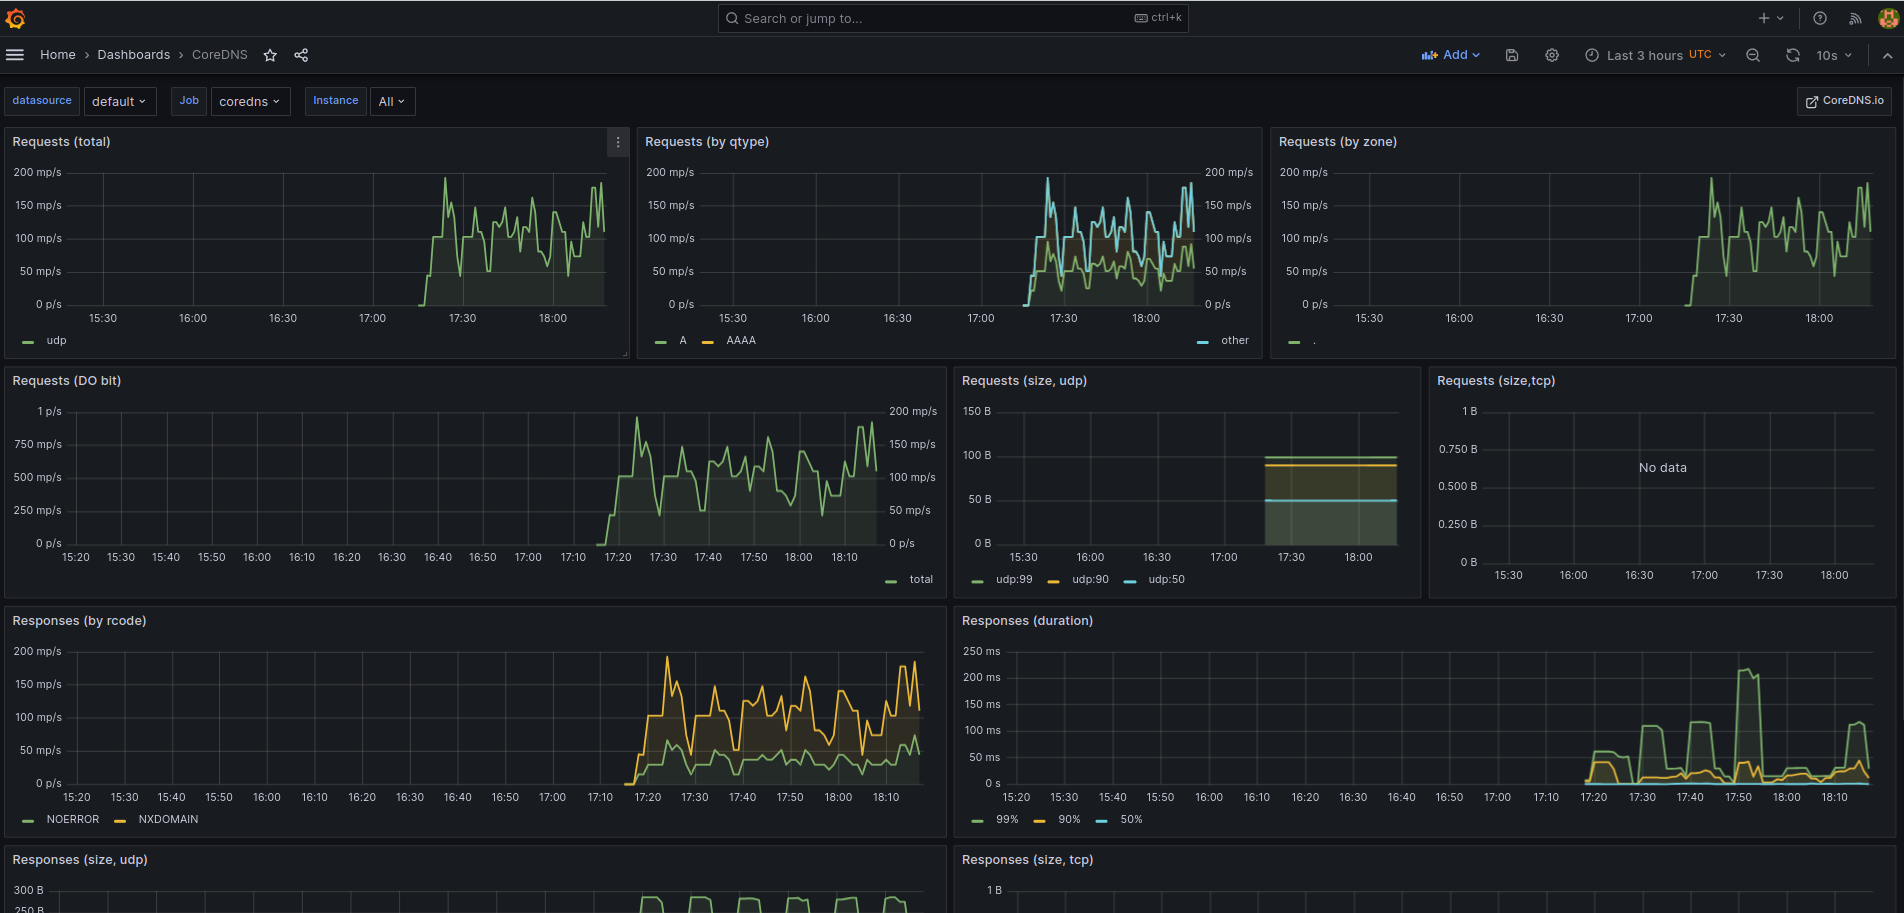 Search or jump to...
ctrl+k
Home › Dashboards › CoreDNS
Add
Last 3 hours UTC
10s
datasource default
Job coredns
Instance All
CoreDNS.io
Requests (total)
200 mp/s
150 mp/s
100 mp/s
50 mp/s
0 p/s
15:30 16:00 16:30 17:00 17:30 18:00
udp
Requests (by qtype)
200 mp/s 200 mp/s
150 mp/s 150 mp/s
100 mp/s 100 mp/s
50 mp/s 50 mp/s
0 p/s 0 p/s
15:30 16:00 16:30 17:00 17:30 18:00
A AAAA other
Requests (by zone)
200 mp/s
150 mp/s
100 mp/s
50 mp/s
0 p/s
15:30 16:00 16:30 17:00 17:30 18:00
.
Requests (DO bit)
1 p/s 200 mp/s
750 mp/s 150 mp/s
500 mp/s 100 mp/s
250 mp/s 50 mp/s
0 p/s 0 p/s
15:20 15:30 15:40 15:50 16:00 16:10 16:20 16:30 16:40 16:50 17:00 17:10 17:20 17:30 17:40 17:50 18:00 18:10
total
Requests (size, udp)
150 B
100 B
50 B
0 B
15:30 16:00 16:30 17:00 17:30 18:00
udp:99 udp:90 udp:50
Requests (size,tcp)
1 B
0.750 B
No data
0.500 B
0.250 B
0 B
15:30 16:00 16:30 17:00 17:30 18:00
Responses (by rcode)
200 mp/s
150 mp/s
100 mp/s
50 mp/s
0 p/s
15:20 15:30 15:40 15:50 16:00 16:10 16:20 16:30 16:40 16:50 17:00 17:10 17:20 17:30 17:40 17:50 18:00 18:10
NOERROR NXDOMAIN
Responses (duration)
250 ms
200 ms
150 ms
100 ms
50 ms
0 s
15:20 15:30 15:40 15:50 16:00 16:10 16:20 16:30 16:40 16:50 17:00 17:10 17:20 17:30 17:40 17:50 18:00 18:10
99% 90% 50%
Responses (size, udp)
300 B
250 B
Responses (size, tcp)
1 B